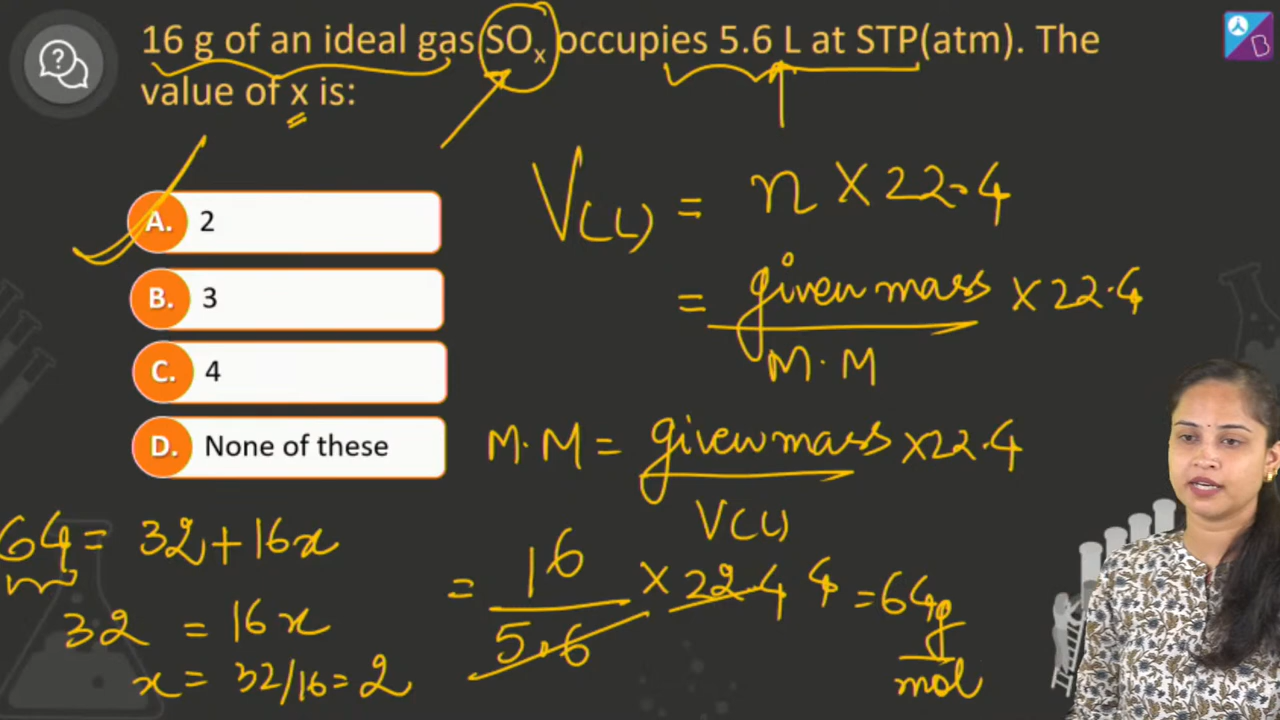 16 g of an ideal gas SOₓ occupies 5.6 L at STP(atm). The
value of x is:
A. 2
B. 3
C. 4
D. None of these
V(L) = n × 22.4
= given mass / M.M × 22.4
M.M = given mass / V(L) × 22.4
= 16 / 5.6 × 22.4 4 = 64 g / mol
64 = 32 + 16x
32 = 16x
x = 32/16 = 2
B